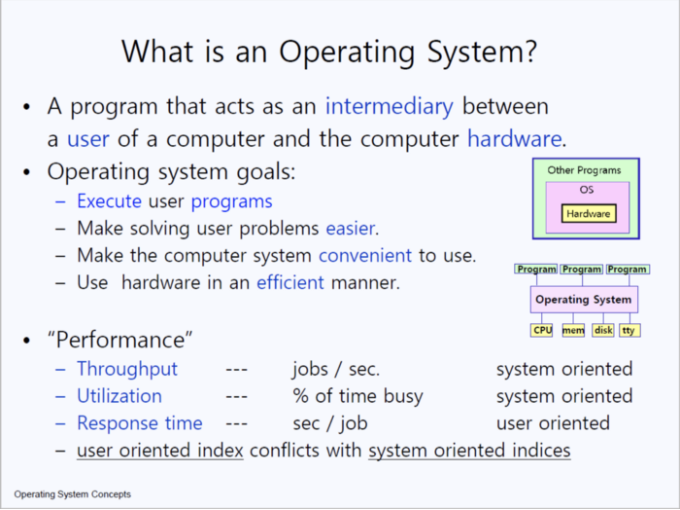 What is an Operating System?
• A program that acts as an intermediary between
a user of a computer and the computer hardware.
• Operating system goals:
– Execute user programs
– Make solving user problems easier.
– Make the computer system convenient to use.
– Use hardware in an efficient manner.
Other Programs
OS
Hardware
Program Program Program
Operating System
CPU mem disk tty
• “Performance”
– Throughput --- jobs / sec. system oriented
– Utilization --- % of time busy system oriented
– Response time --- sec / job user oriented
– user oriented index conflicts with system oriented indices
Operating System Concepts